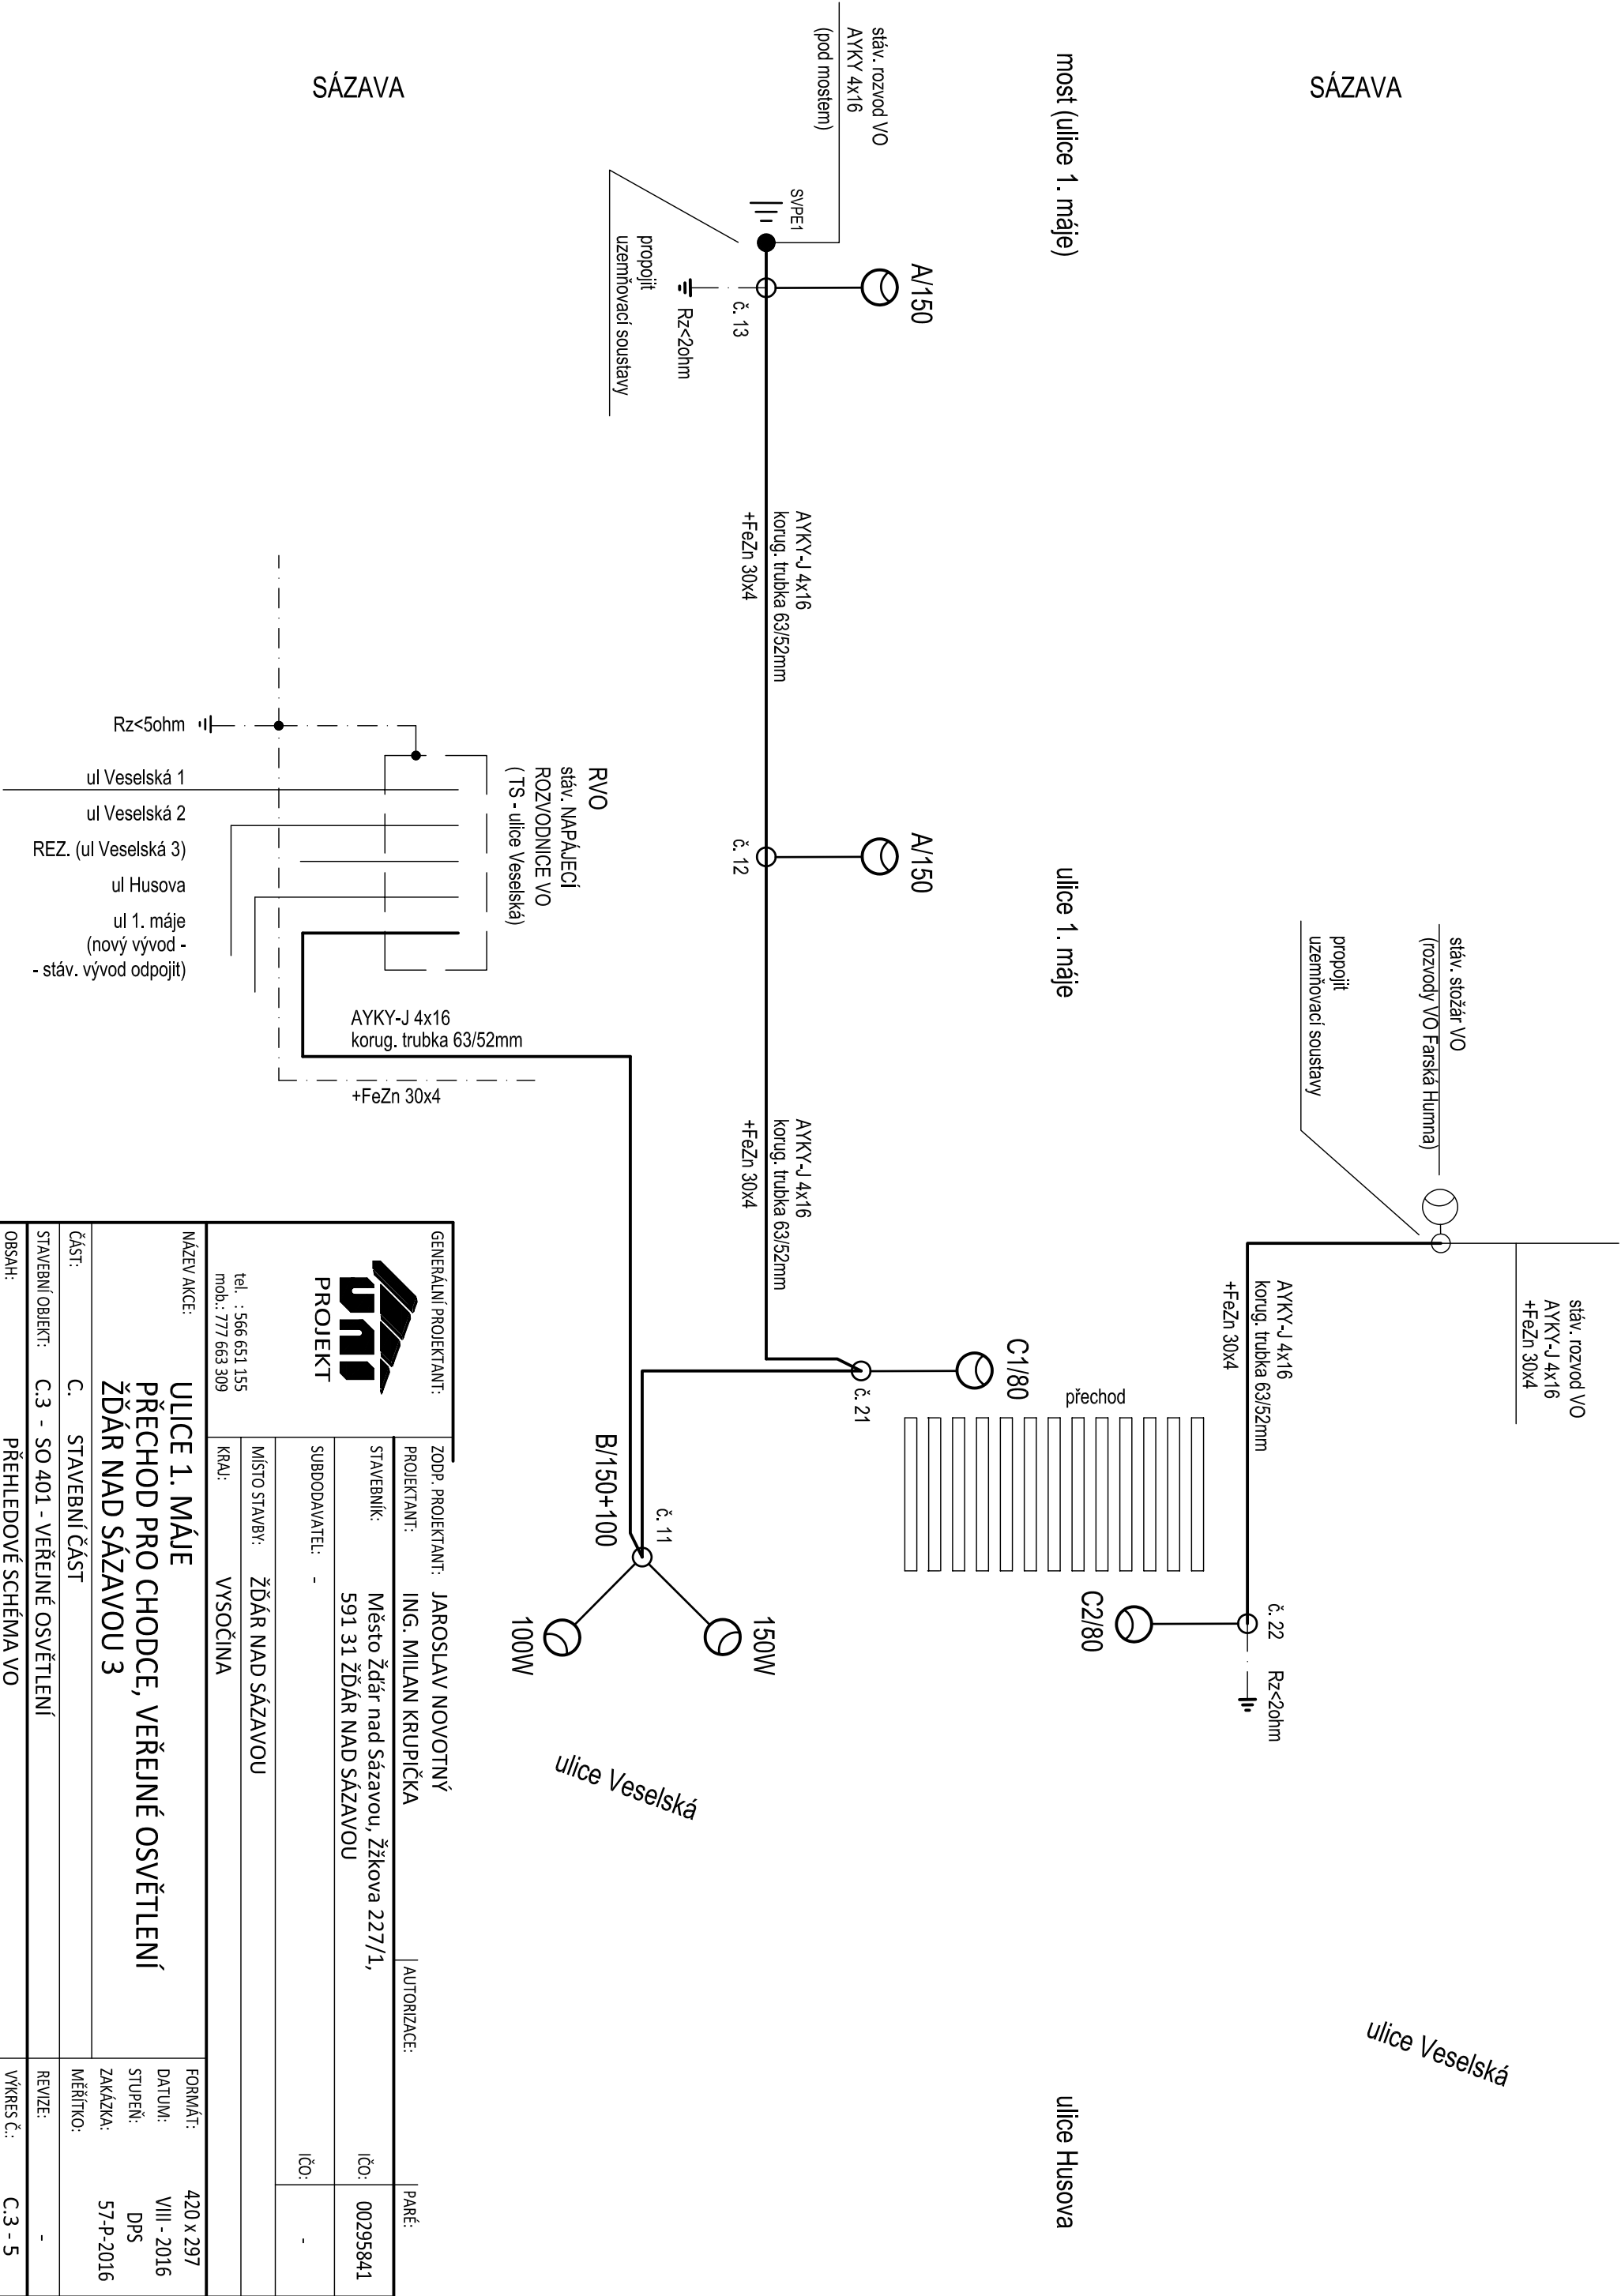 SÁZAVA
SÁZAVA
most (ulice 1. máje)
stáv. rozvod VO
AYKY 4x16
(pod mostem)
SVPE1
A/150
č. 13
Rz<2ohm
propojit
uzemňovací soustavy
AYKY-J 4x16
korug. trubka 63/52mm
+FeZn 30x4
A/150
č. 12
ulice 1. máje
stáv. stožár VO
(rozvody VO Farská Humna)
propojit
uzemňovací soustavy
stáv. rozvod VO
AYKY-J 4x16
+FeZn 30x4
AYKY-J 4x16
korug. trubka 63/52mm
+FeZn 30x4
AYKY-J 4x16
korug. trubka 63/52mm
+FeZn 30x4
C1/80
č. 21
přechod
C2/80
č. 22
Rz<2ohm
B/150+100
č. 11
150W
100W
ulice Veselská
ulice Veselská
ulice Husova
RVO
stáv. NAPÁJECÍ
ROZVODNICE VO
( TS - ulice Veselská)
Rz<5ohm
ul Veselská 1
ul Veselská 2
REZ. (ul Veselská 3)
ul Husova
ul 1. máje
(nový vývod -
- stáv. vývod odpojit)
AYKY-J 4x16
korug. trubka 63/52mm
+FeZn 30x4
GENERÁLNÍ PROJEKTANT:
UNI
PROJEKT
tel. : 566 651 155
mob.: 777 663 309
ZODP. PROJEKTANT: JAROSLAV NOVOTNÝ
PROJEKTANT: ING. MILAN KRUPIČKA
AUTORIZACE:
PARÉ:
STAVEBNÍK: Město Žďár nad Sázavou, Žižkova 227/1,
591 31 ŽĎÁR NAD SÁZAVOU
IČO: 00295841
SUBDODAVATEL: -
IČO: -
MÍSTO STAVBY: ŽĎÁR NAD SÁZAVOU
KRAJ: VYSOČINA
NÁZEV AKCE:
ULICE 1. MÁJE
PŘECHOD PRO CHODCE, VEŘEJNÉ OSVĚTLENÍ
ŽĎÁR NAD SÁZAVOU 3
FORMÁT: 420 x 297
DATUM: VIII - 2016
STUPEŇ: DPS
ZAKÁZKA: 57-P-2016
ČÁST: C. STAVEBNÍ ČÁST
MĚŘÍTKO:
STAVEBNÍ OBJEKT: C.3 - SO 401 - VEŘEJNÉ OSVĚTLENÍ
REVIZE: -
OBSAH: PŘEHLEDOVÉ SCHÉMA VO
VÝKRES Č.: C.3 - 5